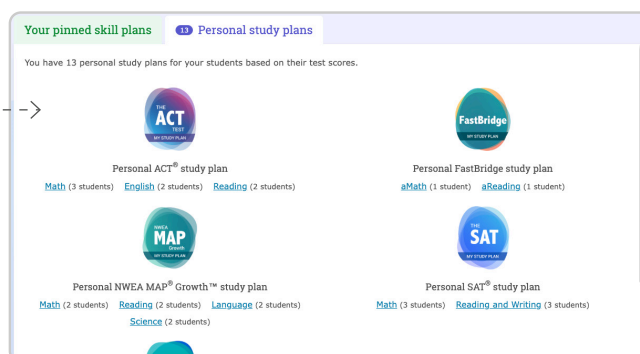 Your pinned skill plans
13 Personal study plans
You have 13 personal study plans for your students based on their test scores.
THE
ACT
TEST
MY STUDY PLAN
Personal ACT® study plan
Math (3 students) English (2 students) Reading (2 students)
FastBridge
MY STUDY PLAN
Personal FastBridge study plan
aMath (1 student) aReading (1 student)
NWEA
MAP
Growth
MY STUDY PLAN
Personal NWEA MAP® Growth™ study plan
Math (2 students) Reading (2 students) Language (2 students)
Science (2 students)
THE
SAT
MY STUDY PLAN
Personal SAT® study plan
Math (3 students) Reading and Writing (3 students)